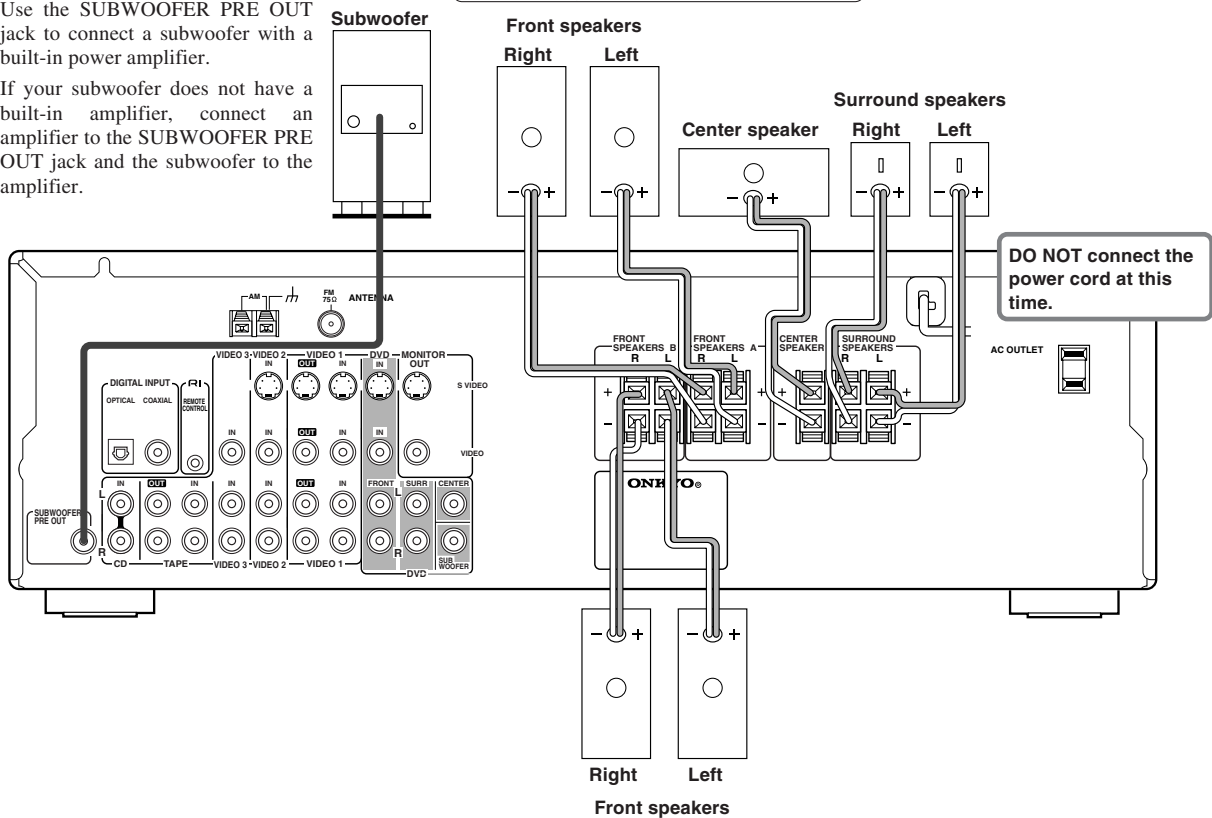 Use the SUBWOOFER PRE OUT
jack to connect a subwoofer with a
built-in power amplifier.
If your subwoofer does not have a
built-in amplifier, connect an
amplifier to the SUBWOOFER PRE
OUT jack and the subwoofer to the
amplifier.
Subwoofer
Front speakers
Right Left
Center speaker
Surround speakers
Right Left
- + - + - + - + - +
DO NOT connect the
power cord at this
time.
AM
FM
75Ω
ANTENNA
AC OUTLET
FRONT
SPEAKERS B
R L
FRONT
SPEAKERS A
R L
CENTER
SPEAKER
SURROUND
SPEAKERS
R L
+ + + +
- - - -
VIDEO 3 VIDEO 2 VIDEO 1 DVD MONITOR
OUT
IN OUT IN IN
S VIDEO
DIGITAL INPUT
OPTICAL COAXIAL
RI
REMOTE
CONTROL
IN IN OUT IN IN
VIDEO
IN OUT IN IN IN OUT IN FRONT SURR CENTER
L L
SUBWOOFER
PRE OUT
R R
SUB
WOOFER
CD TAPE VIDEO 3 VIDEO 2 VIDEO 1
DVD
ONKYO®
- + - +
Right Left
Front speakers